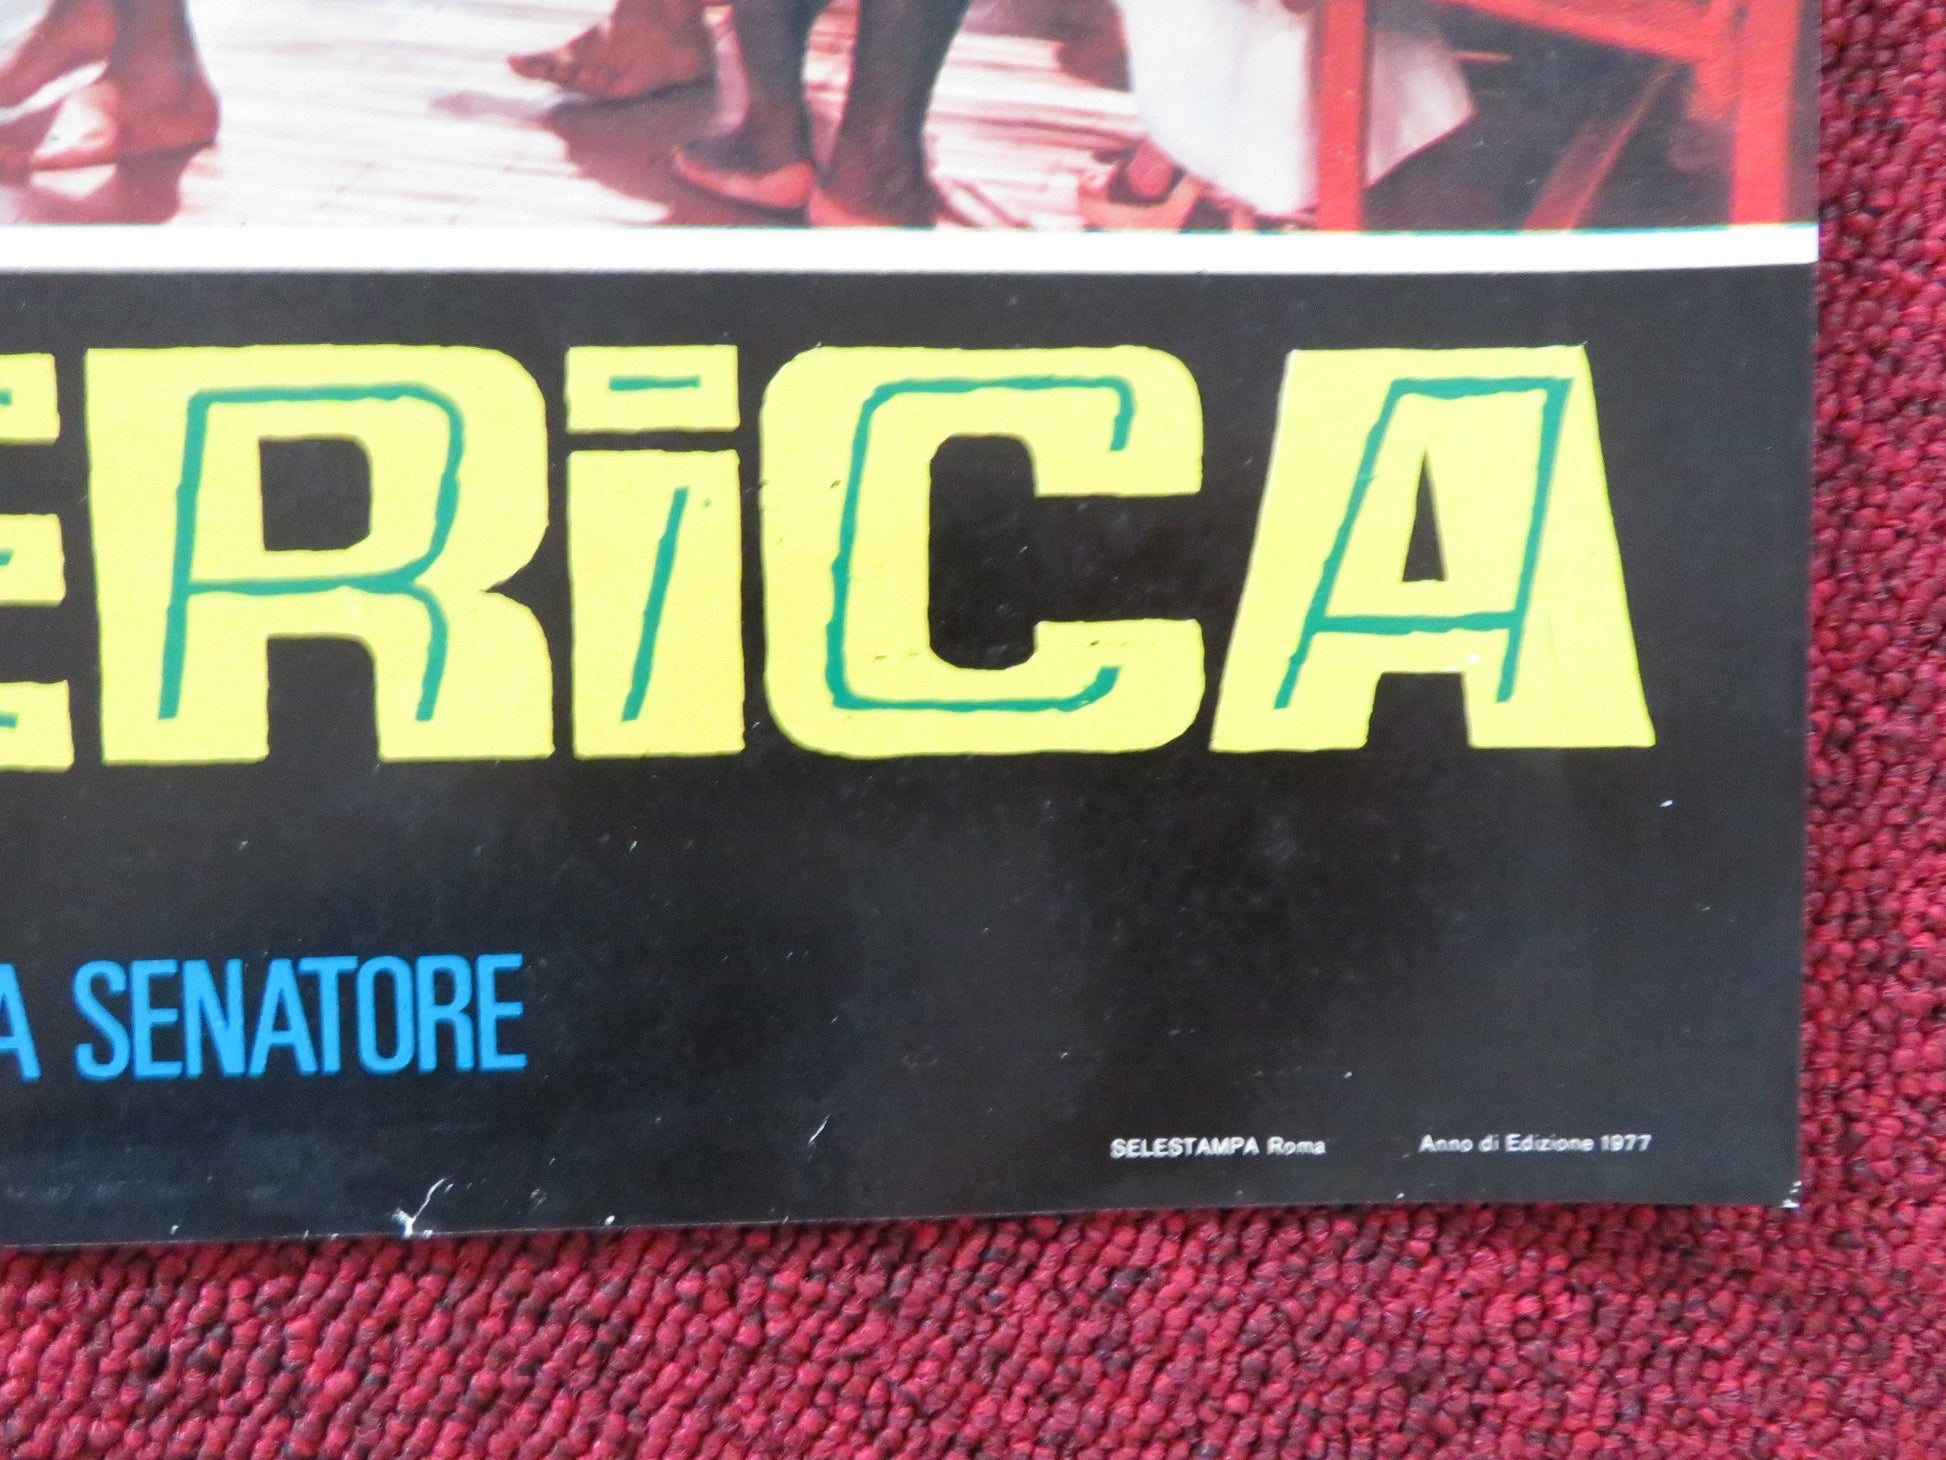 ERiCA
A SENATORE
SELESTAMPA Roma Anno di Edizione 1977